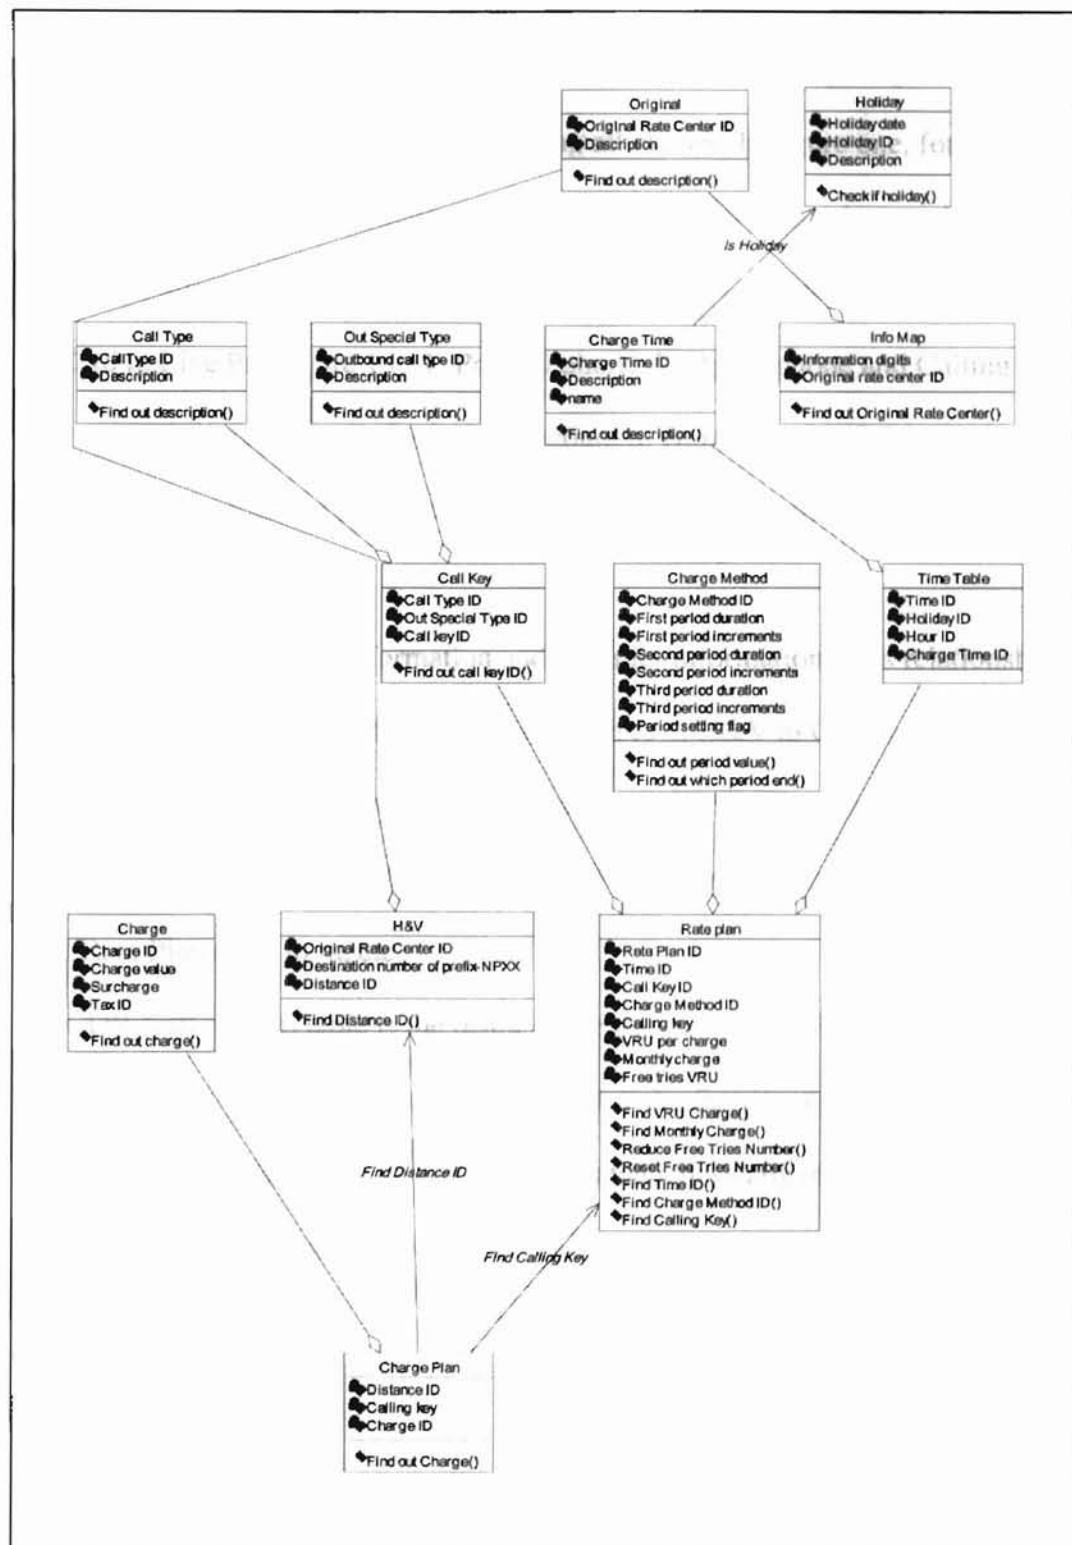 Original
Original Rate Center ID
Description
Find out description()
Holiday
Holiday date
Holiday ID
Description
Check if holiday()
Is Holiday
Call Type
CallType ID
Description
Find out description()
Out Special Type
Outbound call type ID
Description
Find out description()
Charge Time
Charge Time ID
Description
name
Find out description()
Info Map
Information digits
Original rate center ID
Find out Original Rate Center()
Call Key
Call Type ID
Out Special Type ID
Call key ID
Find out call key ID()
Charge Method
Charge Method ID
First period duration
First period increments
Second period duration
Second period increments
Third period duration
Third period increments
Period setting flag
Find out period value()
Find out which period end()
Time Table
Time ID
Holiday ID
Hour ID
Charge Time ID
Charge
Charge ID
Charge value
Surcharge
Tax ID
Find out charge()
H&V
Original Rate Center ID
Destination number of prefix-NPXX
Distance ID
Find Distance ID()
Rate plan
Rate Plan ID
Time ID
Call Key ID
Charge Method ID
Calling key
VRU per charge
Monthly charge
Free tries VRU
Find VRU Charge()
Find Monthly Charge()
Reduce Free Tries Number()
Reset Free Tries Number()
Find Time ID()
Find Charge Method ID()
Find Calling Key()
Find Distance ID
Find Calling Key
Charge Plan
Distance ID
Calling key
Charge ID
Find out Charge()